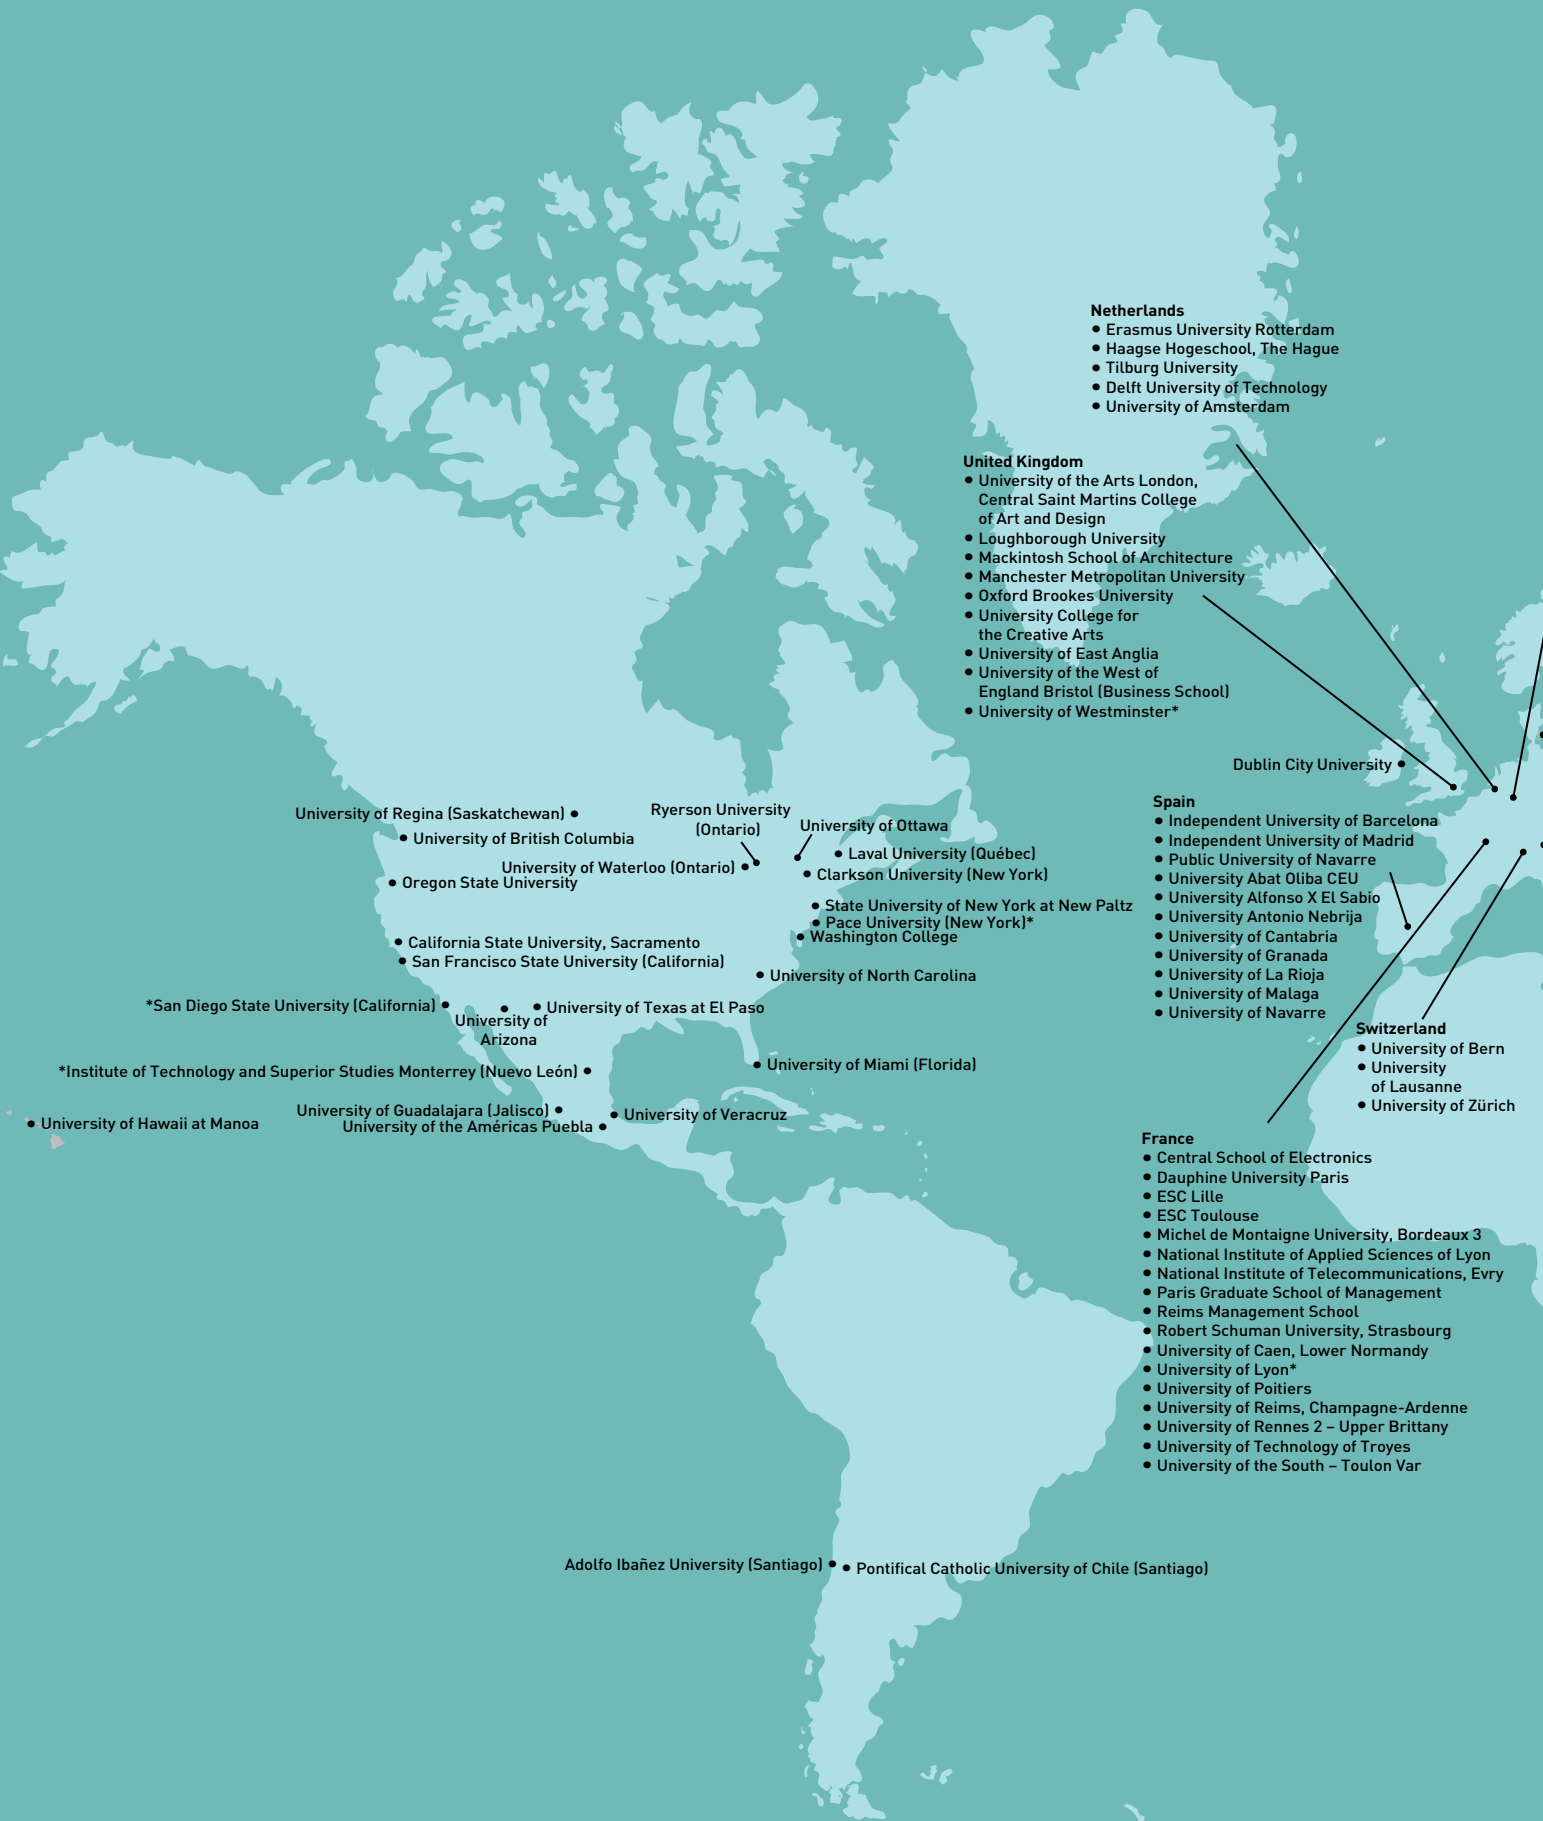 Netherlands
• Erasmus University Rotterdam
• Haagse Hogeschool, The Hague
• Tilburg University
• Delft University of Technology
• University of Amsterdam
United Kingdom
• University of the Arts London,
Central Saint Martins College
of Art and Design
• Loughborough University
• Mackintosh School of Architecture
• Manchester Metropolitan University
• Oxford Brookes University
• University College for
the Creative Arts
• University of East Anglia
• University of the West of
England Bristol (Business School)
• University of Westminster*
Dublin City University
Spain
• Independent University of Barcelona
• Independent University of Madrid
• Public University of Navarre
• University Abat Oliba CEU
• University Alfonso X El Sabio
• University Antonio Nebrija
• University of Cantabria
• University of Granada
• University of La Rioja
• University of Malaga
• University of Navarre
University of Regina (Saskatchewan)
University of British Columbia
Ryerson University
(Ontario)
University of Ottawa
Laval University (Québec)
University of Waterloo (Ontario)
Clarkson University (New York)
Oregon State University
State University of New York at New Paltz
Pace University (New York)*
Washington College
California State University, Sacramento
San Francisco State University (California)
University of North Carolina
*San Diego State University (California)
University of
Arizona
University of Texas at El Paso
University of Miami (Florida)
*Institute of Technology and Superior Studies Monterrey (Nuevo León)
University of Guadalajara (Jalisco)
University of Veracruz
University of the Américas Puebla
University of Hawaii at Manoa
Switzerland
• University of Bern
• University
of Lausanne
• University of Zürich
France
• Central School of Electronics
• Dauphine University Paris
• ESC Lille
• ESC Toulouse
• Michel de Montaigne University, Bordeaux 3
• National Institute of Applied Sciences of Lyon
• National Institute of Telecommunications, Evry
• Paris Graduate School of Management
• Reims Management School
• Robert Schuman University, Strasbourg
• University of Caen, Lower Normandy
• University of Lyon*
• University of Poitiers
• University of Reims, Champagne-Ardenne
• University of Rennes 2 – Upper Brittany
• University of Technology of Troyes
• University of the South – Toulon Var
Adolfo Ibañez University (Santiago)
Pontifical Catholic University of Chile (Santiago)